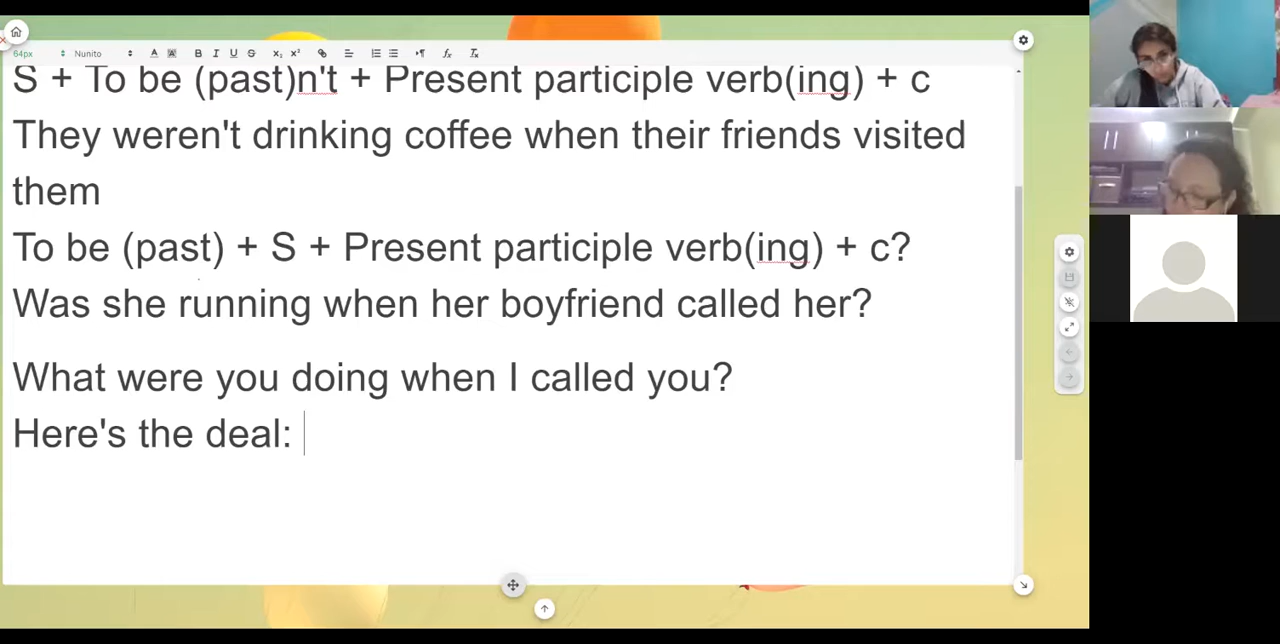 64px Nunito
S + To be (past)n't + Present participle verb(ing) + c
They weren't drinking coffee when their friends visited
them
To be (past) + S + Present participle verb(ing) + c?
Was she running when her boyfriend called her?
What were you doing when I called you?
Here's the deal: